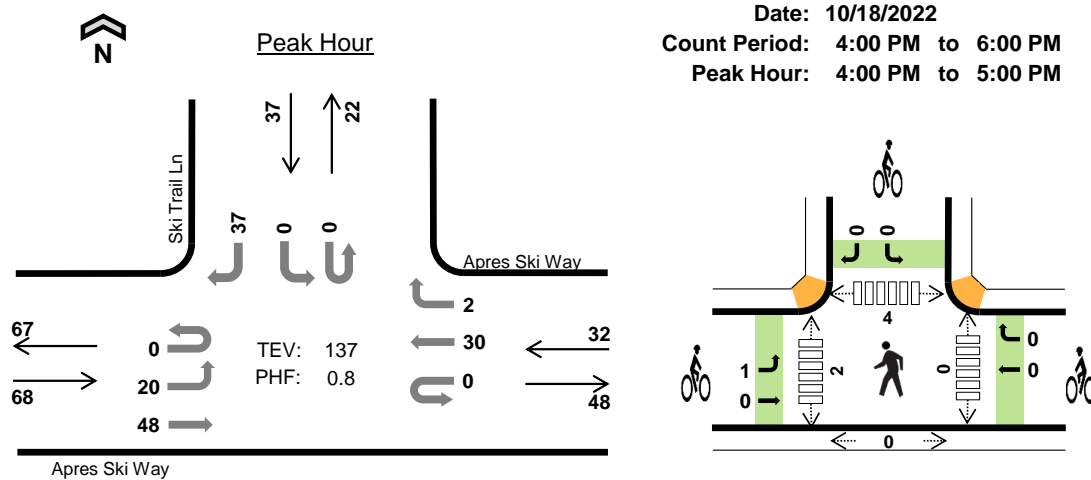 N
Peak Hour
Date: 10/18/2022
Count Period: 4:00 PM to 6:00 PM
Peak Hour: 4:00 PM to 5:00 PM
37
22
Ski Trail Ln
37
0
0
Apres Ski Way
2
30
0
32
48
67
68
0
20
48
TEV: 137
PHF: 0.8
Apres Ski Way
0
0
4
0
0
1
0
2
0
0